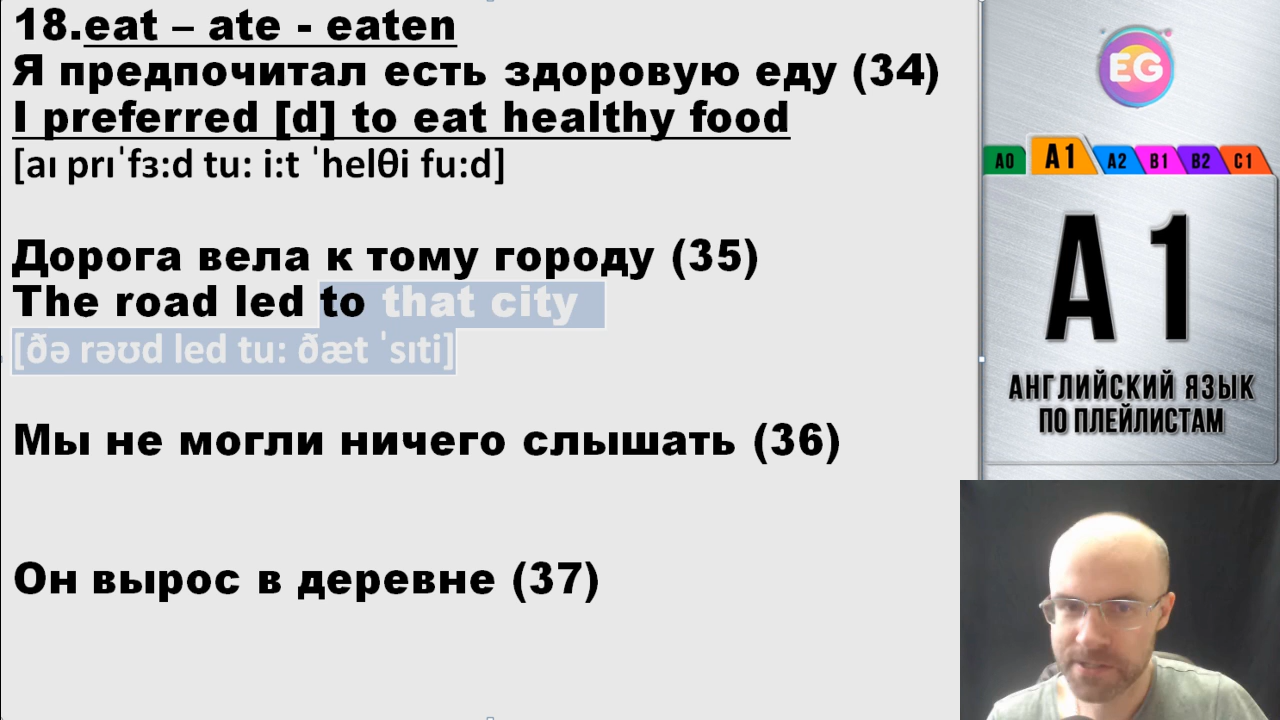 18.eat – ate - eaten
Я предпочитал есть здоровую еду (34)
I preferred [d] to eat healthy food
[aɪ prɪˈfɜ:d tu: i:t ˈhelθi fu:d]
Дорога вела к тому городу (35)
The road led to that city
[ðə rəʊd led tu: ðæt ˈsɪti]
Мы не могли ничего слышать (36)
Он вырос в деревне (37)
EG
A0 A1 A2 B1 B2 C1
A1
АНГЛИЙСКИЙ ЯЗЫК
ПО ПЛЕЙЛИСТАМ